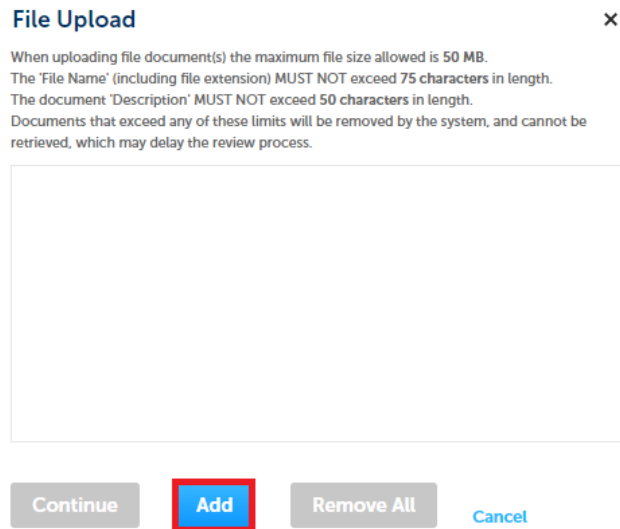 File Upload
When uploading file document(s) the maximum file size allowed is 50 MB.
The 'File Name' (including file extension) MUST NOT exceed 75 characters in length.
The document 'Description' MUST NOT exceed 50 characters in length.
Documents that exceed any of these limits will be removed by the system, and cannot be
retrieved, which may delay the review process.
Continue Add Remove All Cancel